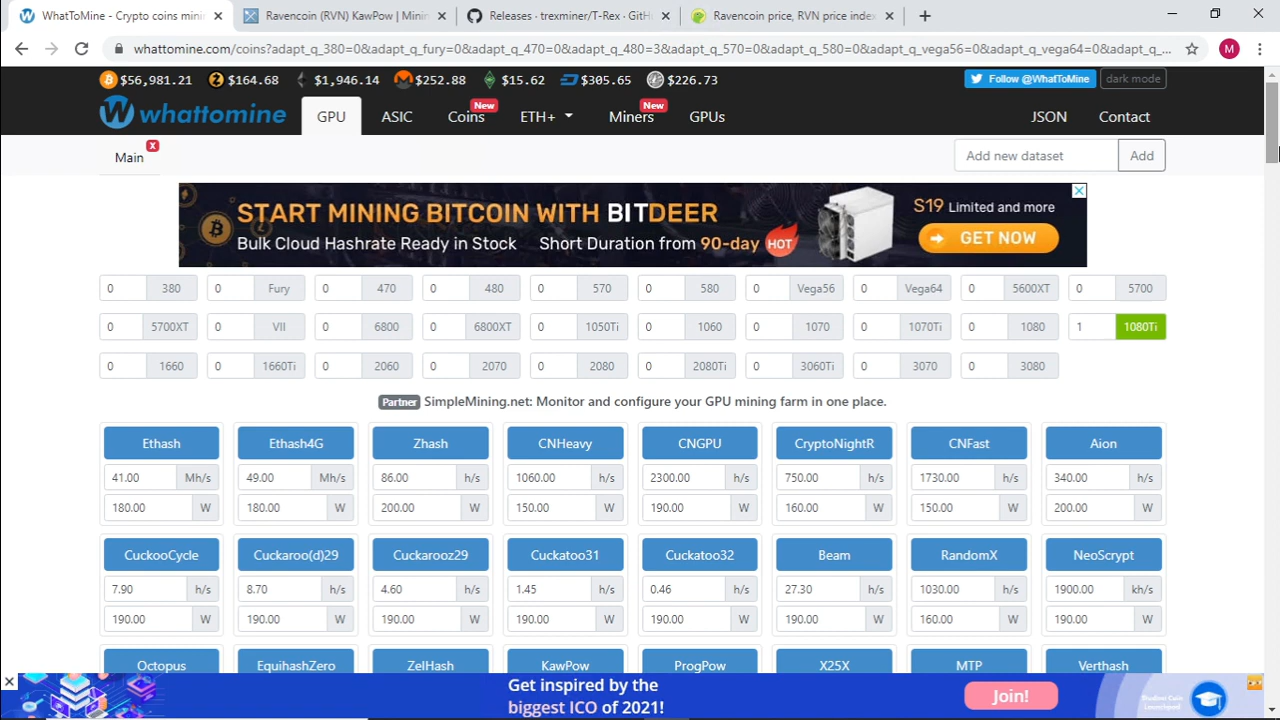 WhatToMine - Crypto coins mini
Ravencoin (RVN) KawPow | Minin
Releases · trexminer/T-Rex · GitH
Ravencoin price, RVN price index
M
whattomine.com/coins?adapt_q_380=0&adapt_q_fury=0&adapt_q_470=0&adapt_q_480=3&adapt_q_570=0&adapt_q_580=0&adapt_q_vega56=0&adapt_q_vega64=0&adapt_q_...
$56,981.21 $164.68 $1,946.14 $252.88 $15.62 $305.65 $226.73
Follow @WhatToMine dark mode
whattomine GPU ASIC Coins New ETH+ Miners New GPUs JSON Contact
Main x Add new dataset Add
START MINING BITCOIN WITH BITDEER
Bulk Cloud Hashrate Ready in Stock Short Duration from 90-day HOT
S19 Limited and more
GET NOW
0 380 0 Fury 0 470 0 480 0 570 0 580 0 Vega56 0 Vega64 0 5600XT 0 5700
0 5700XT 0 VII 0 6800 0 6800XT 0 1050Ti 0 1060 0 1070 0 1070Ti 0 1080 1 1080Ti
0 1660 0 1660Ti 0 2060 0 2070 0 2080 0 2080Ti 0 3060Ti 0 3070 0 3080
Partner SimpleMining.net: Monitor and configure your GPU mining farm in one place.
Ethash Ethash4G Zhash CNHeavy CNGPU CryptoNightR CNFast Aion
41.00 Mh/s 49.00 Mh/s 86.00 h/s 1060.00 h/s 2300.00 h/s 750.00 h/s 1730.00 h/s 340.00 h/s
180.00 W 180.00 W 200.00 W 150.00 W 190.00 W 160.00 W 150.00 W 200.00 W
CuckooCycle Cuckaroo(d)29 Cuckarooz29 Cuckatoo31 Cuckatoo32 Beam RandomX NeoScrypt
7.90 h/s 8.70 h/s 4.60 h/s 1.45 h/s 0.46 h/s 27.30 h/s 1030.00 h/s 1900.00 kh/s
190.00 W 190.00 W 190.00 W 190.00 W 190.00 W 190.00 W 160.00 W 190.00 W
Octopus EquihashZero ZelHash KawPow ProgPow X25X MTP Verthash
Get inspired by the
biggest ICO of 2021!
Join!